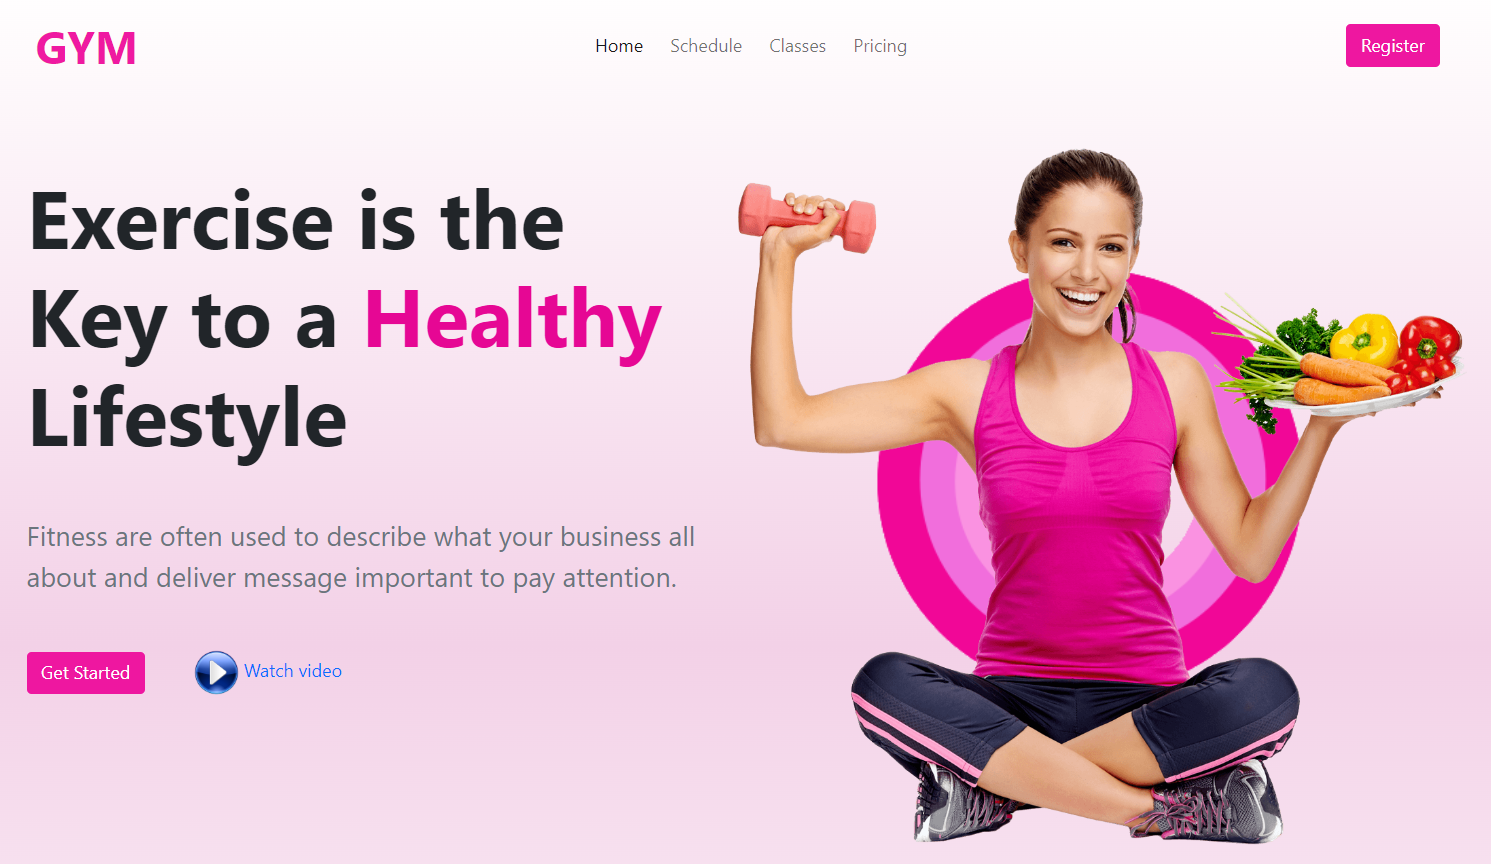 GYM
Home Schedule Classes Pricing
Register
Exercise is the
Key to a Healthy
Lifestyle
Fitness are often used to describe what your business all
about and deliver message important to pay attention.
Get Started
Watch video